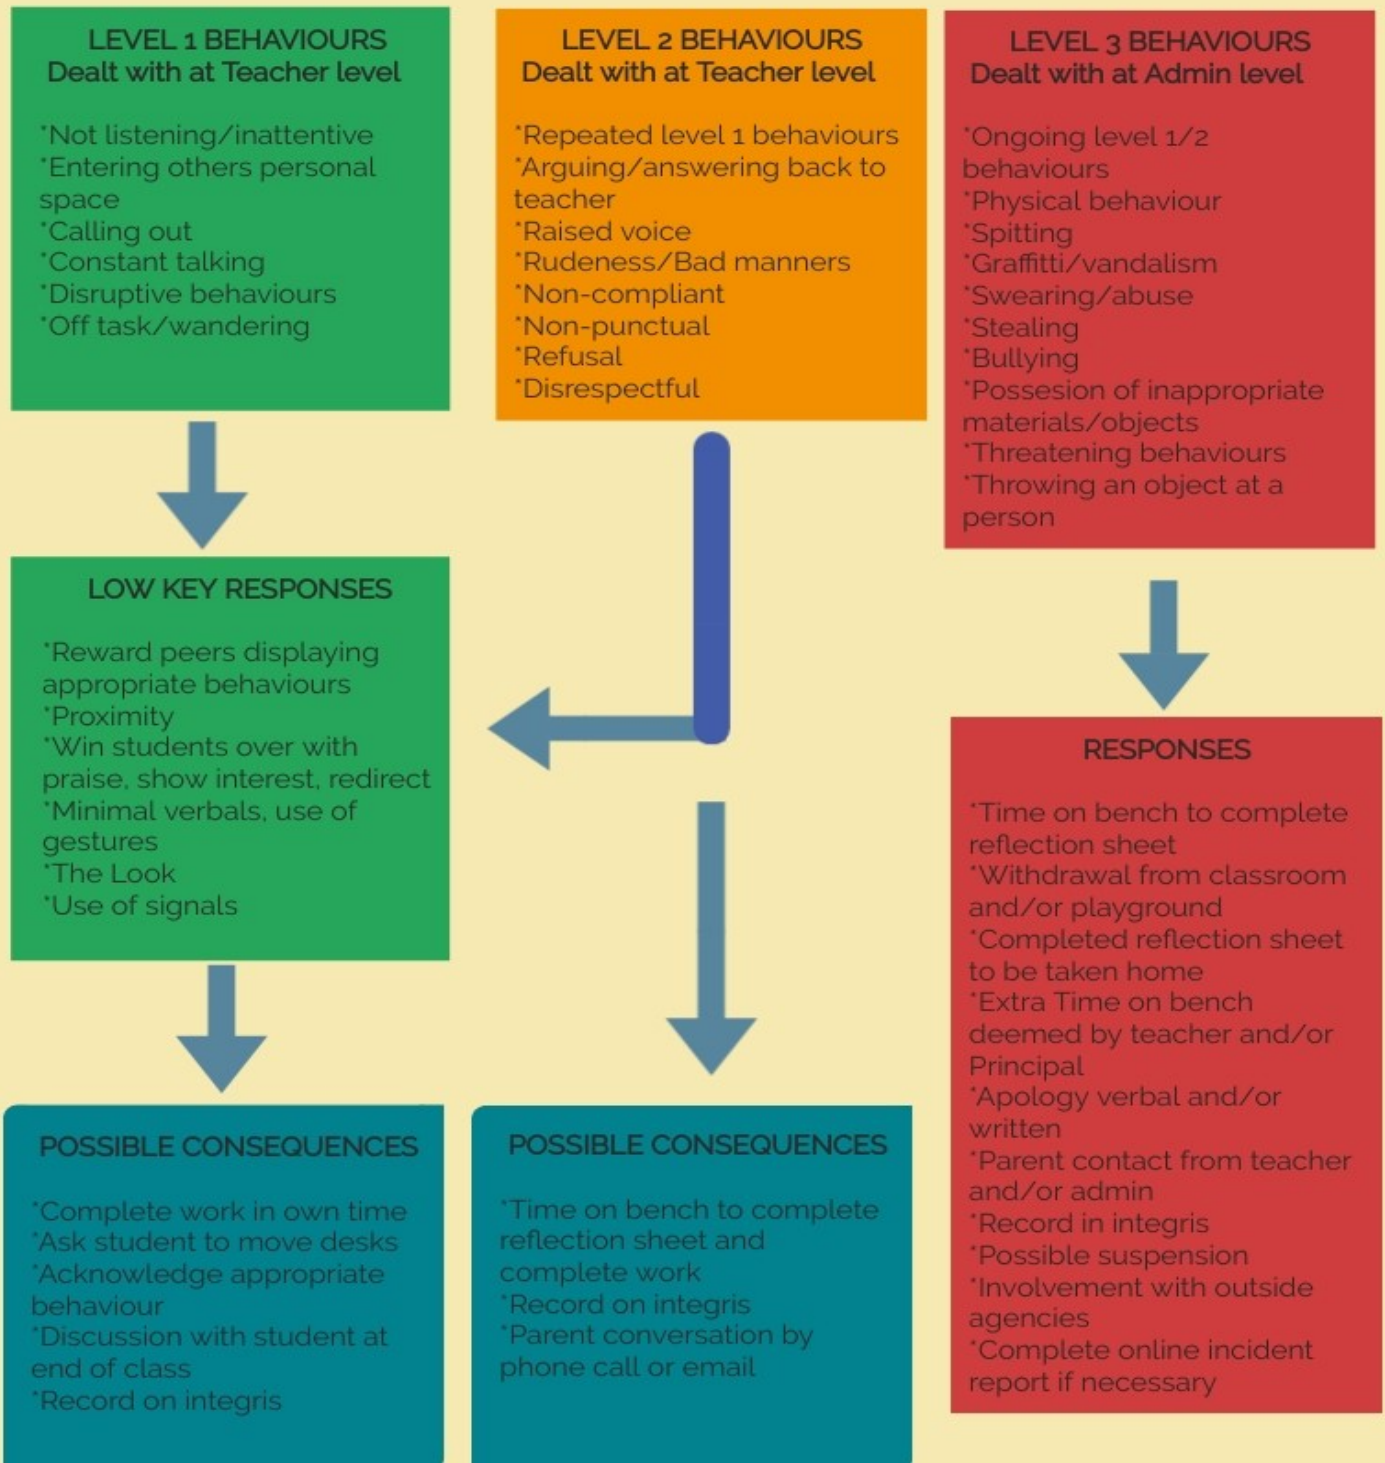 LEVEL 1 BEHAVIOURS
Dealt with at Teacher level
*Not listening/inattentive
*Entering others personal
space
*Calling out
*Constant talking
*Disruptive behaviours
*Off task/wandering
LEVEL 2 BEHAVIOURS
Dealt with at Teacher level
*Repeated level 1 behaviours
*Arguing/answering back to
teacher
*Raised voice
*Rudeness/Bad manners
*Non-compliant
*Non-punctual
*Refusal
*Disrespectful
LEVEL 3 BEHAVIOURS
Dealt with at Admin level
*Ongoing level 1/2
behaviours
*Physical behaviour
*Spitting
*Graffitti/vandalism
*Swearing/abuse
*Stealing
*Bullying
*Possesion of inappropriate
materials/objects
*Threatening behaviours
*Throwing an object at a
person
LOW KEY RESPONSES
*Reward peers displaying
appropriate behaviours
*Proximity
*Win students over with
praise, show interest, redirect
*Minimal verbals, use of
gestures
*The Look
*Use of signals
RESPONSES
*Time on bench to complete
reflection sheet
*Withdrawal from classroom
and/or playground
*Completed reflection sheet
to be taken home
*Extra Time on bench
deemed by teacher and/or
Principal
*Apology verbal and/or
written
*Parent contact from teacher
and/or admin
*Record in integris
*Possible suspension
*Involvement with outside
agencies
*Complete online incident
report if necessary
POSSIBLE CONSEQUENCES
*Complete work in own time
*Ask student to move desks
*Acknowledge appropriate
behaviour
*Discussion with student at
end of class
*Record on integris
POSSIBLE CONSEQUENCES
*Time on bench to complete
reflection sheet and
complete work
*Record on integris
*Parent conversation by
phone call or email